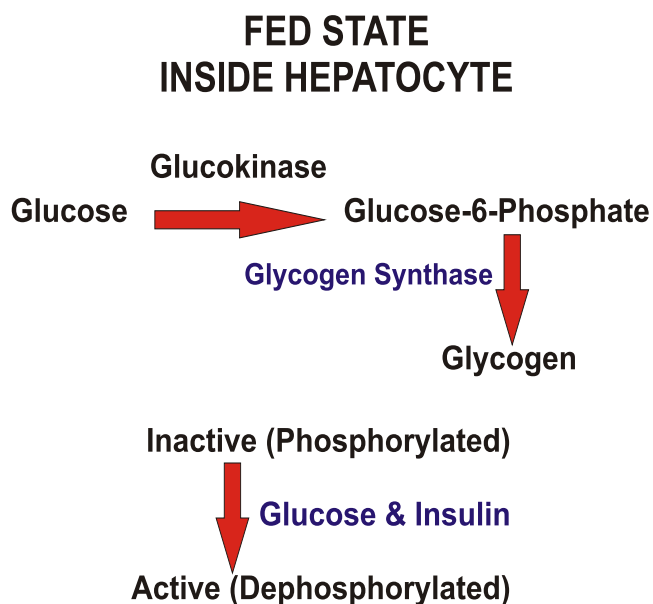 FED STATE
INSIDE HEPATOCYTE
Glucokinase
Glucose
Glucose-6-Phosphate
Glycogen Synthase
Glycogen
Inactive (Phosphorylated)
Glucose & Insulin
Active (Dephosphorylated)